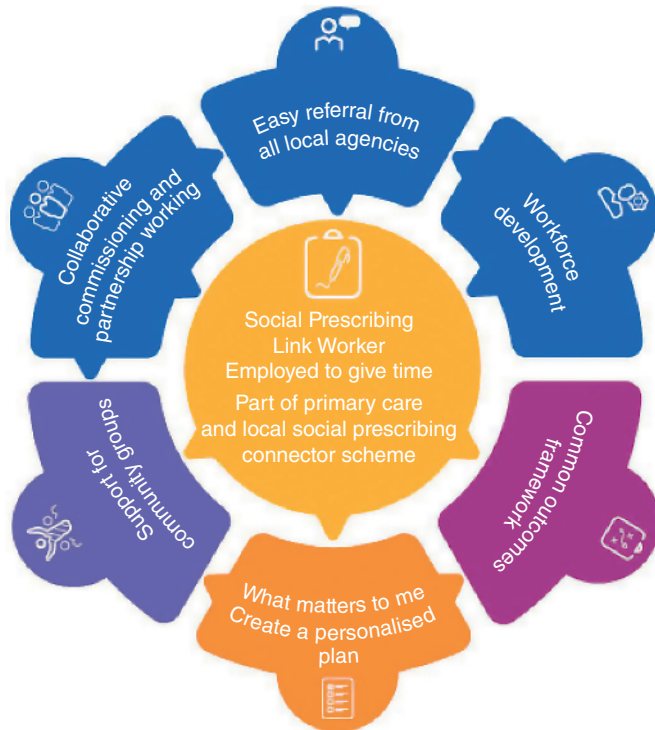 Easy referral from
all local agencies
Workforce
development
Common outcomes
framework
What matters to me
Create a personalised
plan
Support for
community groups
Collaborative
commissioning and
partnership working
Social Prescribing
Link Worker
Employed to give time
Part of primary care
and local social prescribing
connector scheme